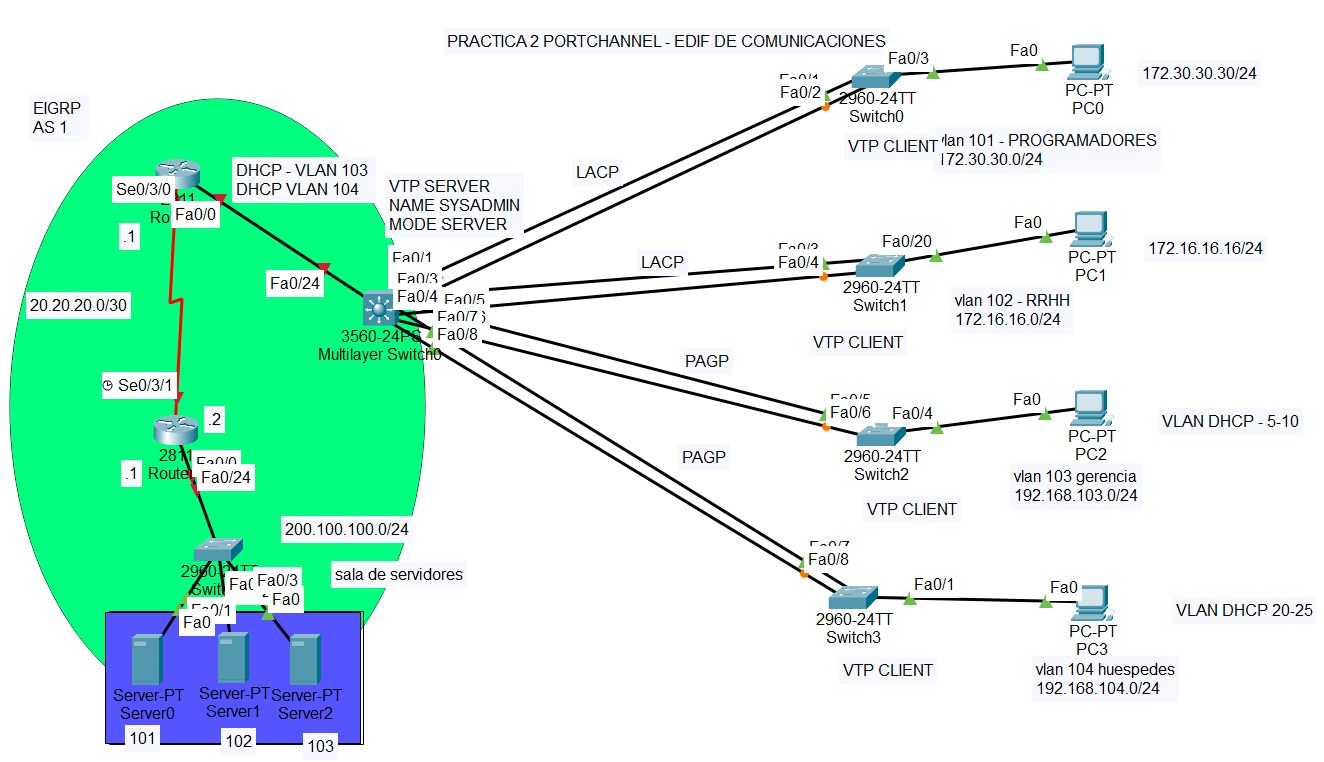 PRACTICA 2 PORTCHANNEL - EDIF DE COMUNICACIONES
EIGRP
AS 1
DHCP - VLAN 103
DHCP VLAN 104
VTP SERVER
NAME SYSADMIN
MODE SERVER
Se0/3/0
Fa0/0
.1
20.20.20.0/30
Se0/3/1
.2
2811
Router
.1
Fa0/0
Fa0/24
200.100.100.0/24
2960-24TT
sala de servidores
Fa0/3
Fa0
Fa0/1
Fa0
Server-PT
Server0
101
Server-PT
Server1
102
Server-PT
Server2
103
Fa0/24
Fa0/1
Fa0/3
Fa0/4
Fa0/5
Fa0/7
Fa0/8
3560-24PS
Multilayer Switch0
LACP
Fa0/1
Fa0/2
Fa0/3
2960-24TT
Switch0
VTP CLIENT
Fa0
PC-PT
PC0
172.30.30.30/24
vlan 101 - PROGRAMADORES
172.30.30.0/24
LACP
Fa0/3
Fa0/4
Fa0/20
2960-24TT
Switch1
VTP CLIENT
Fa0
PC-PT
PC1
172.16.16.16/24
vlan 102 - RRHH
172.16.16.0/24
PAGP
Fa0/5
Fa0/6
Fa0/4
2960-24TT
Switch2
VTP CLIENT
Fa0
PC-PT
PC2
VLAN DHCP - 5-10
vlan 103 gerencia
192.168.103.0/24
PAGP
Fa0/7
Fa0/8
Fa0/1
2960-24TT
Switch3
VTP CLIENT
Fa0
PC-PT
PC3
VLAN DHCP 20-25
vlan 104 huespedes
192.168.104.0/24